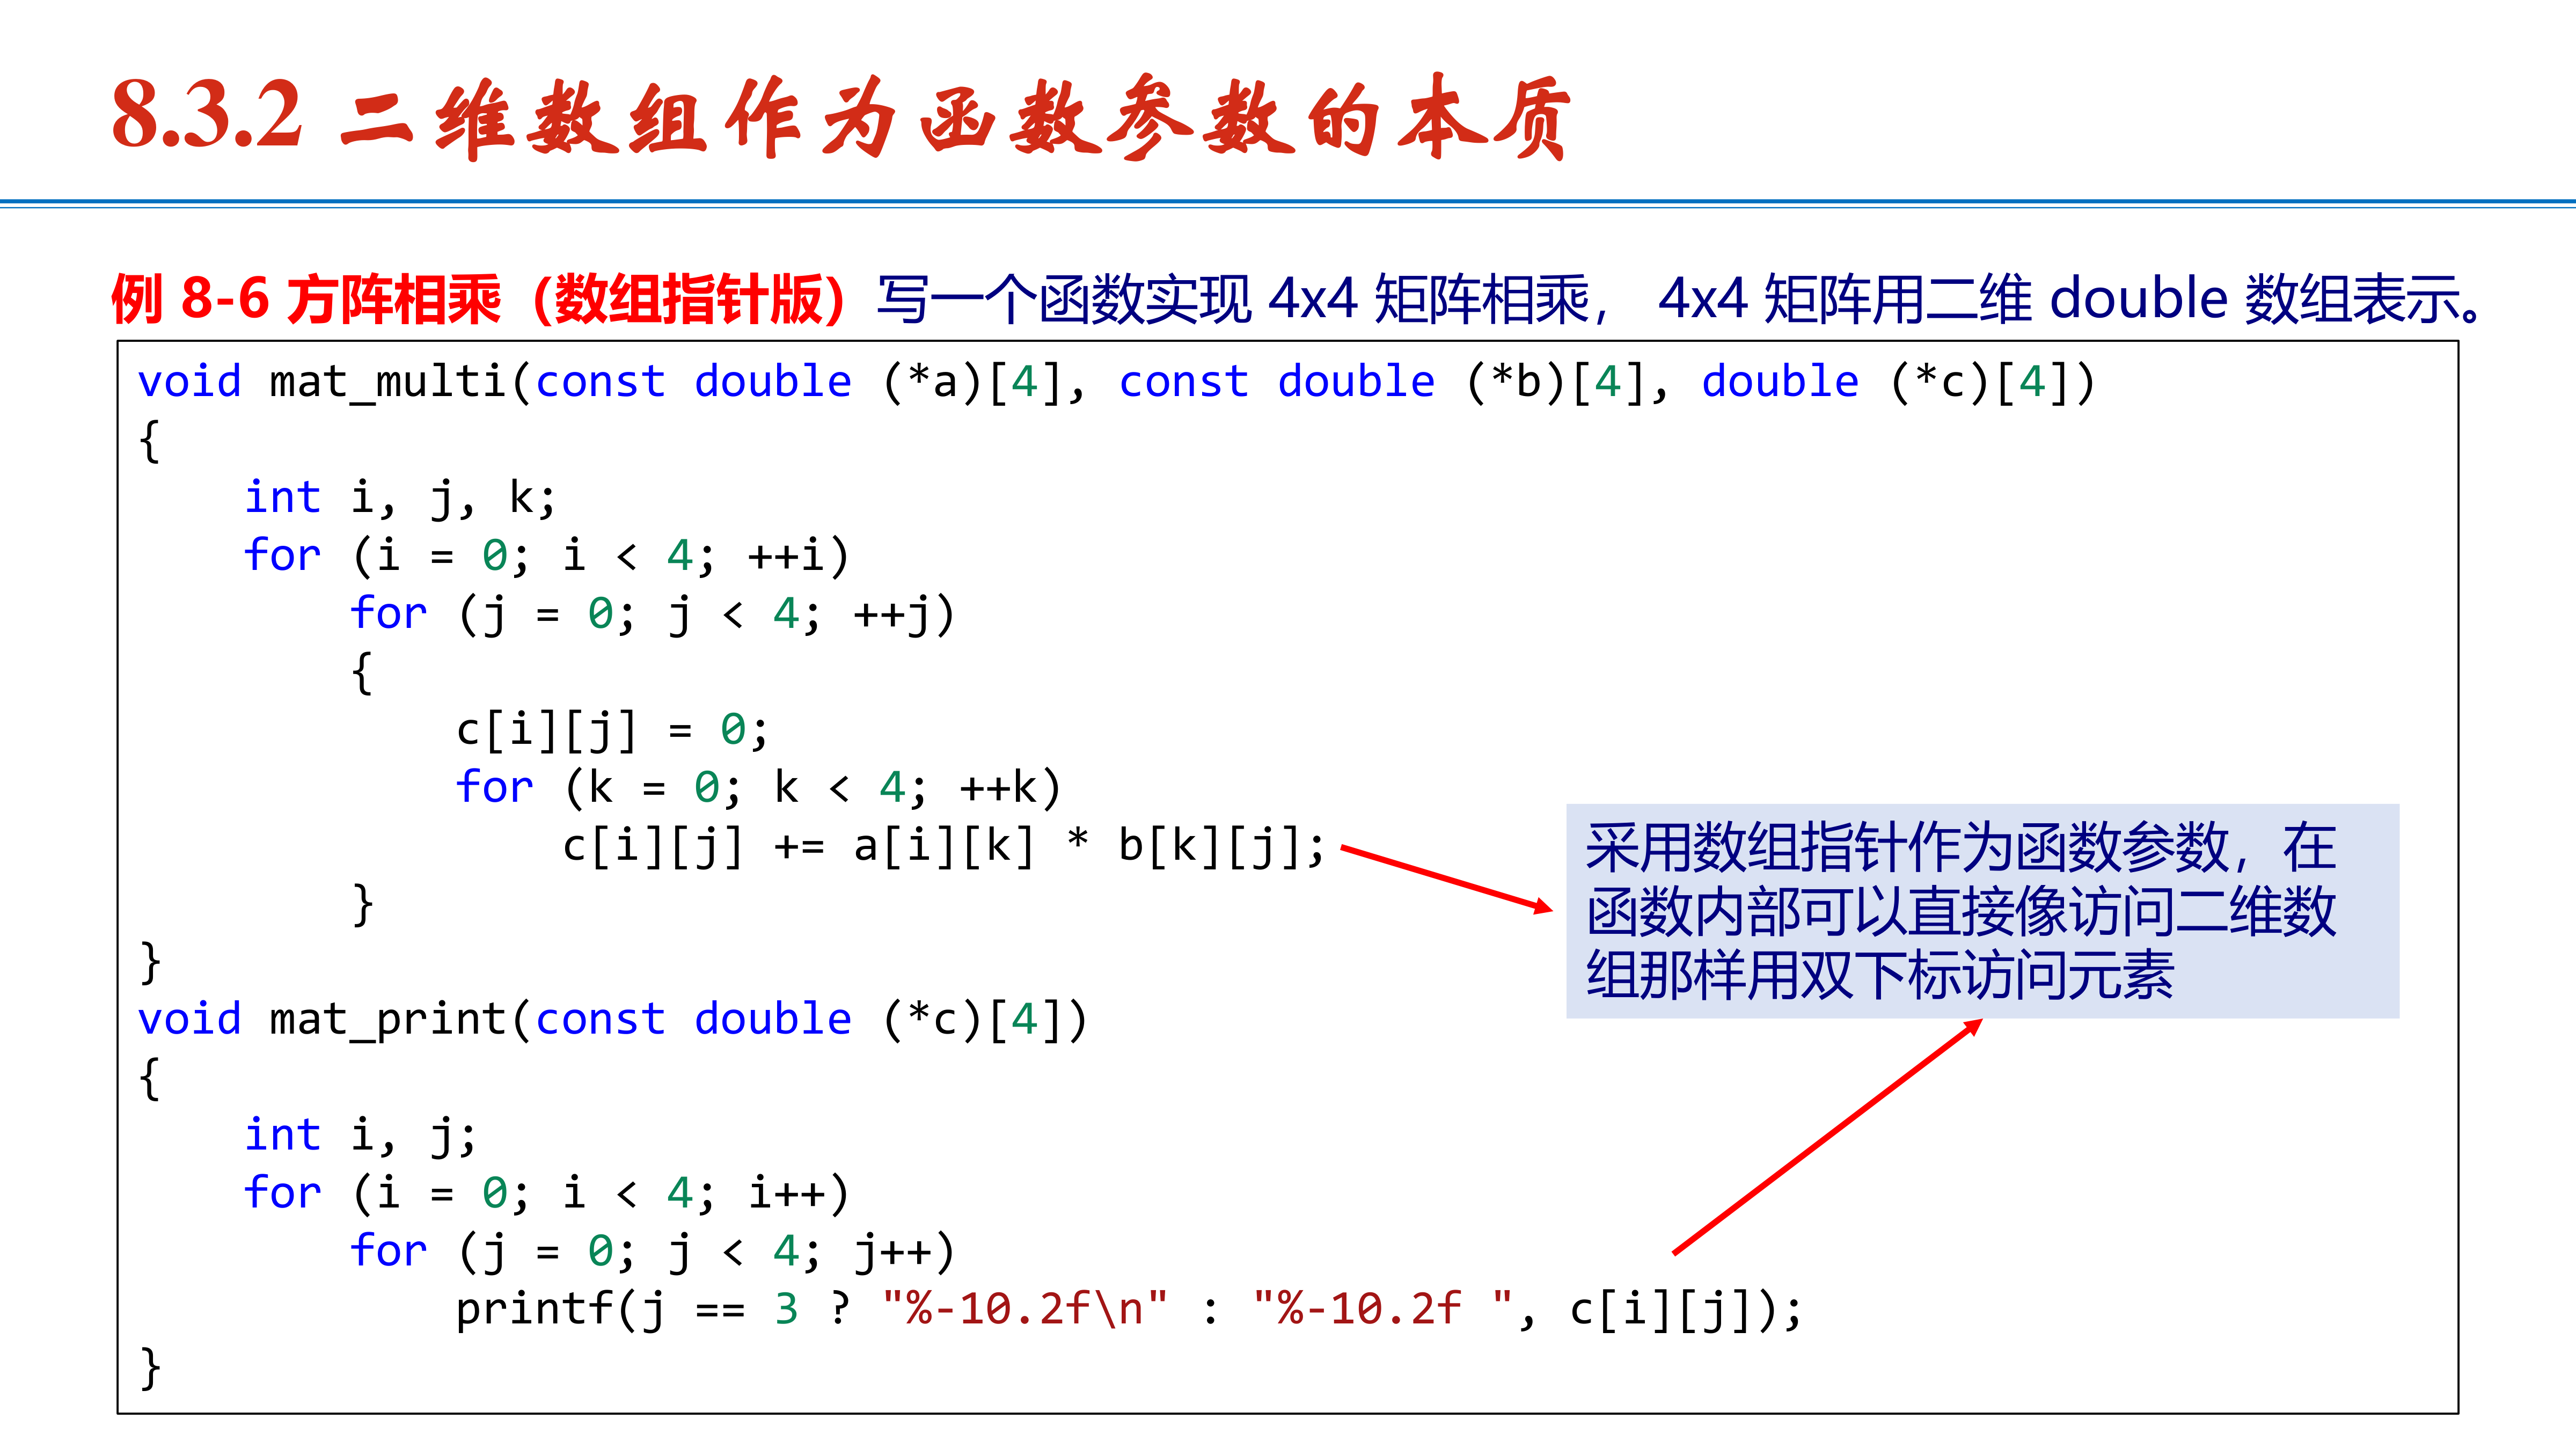 8.3.2 二维数组作为函数参数的本质
例 8-6 方阵相乘（数组指针版）写一个函数实现 4x4 矩阵相乘， 4x4 矩阵用二维 double 数组表示。
void mat_multi(const double (*a)[4], const double (*b)[4], double (*c)[4])
{
    int i, j, k;
    for (i = 0; i < 4; ++i)
        for (j = 0; j < 4; ++j)
        {
            c[i][j] = 0;
            for (k = 0; k < 4; ++k)
                c[i][j] += a[i][k] * b[k][j];
        }
}
void mat_print(const double (*c)[4])
{
    int i, j;
    for (i = 0; i < 4; i++)
        for (j = 0; j < 4; j++)
            printf(j == 3 ? "%-10.2f\n" : "%-10.2f ", c[i][j]);
}
采用数组指针作为函数参数，在
函数内部可以直接像访问二维数
组那样用双下标访问元素